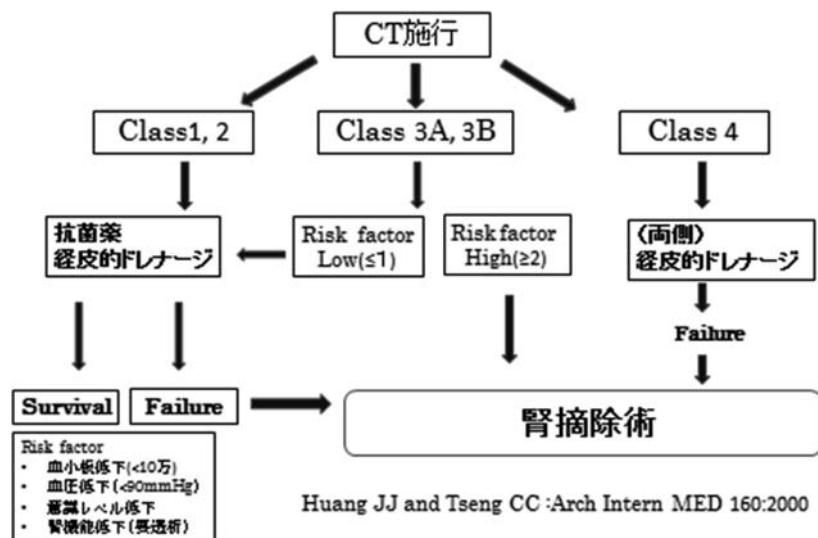 CT施行
Class1, 2
Class 3A, 3B
Class 4
抗菌薬
経皮的ドレナージ
Risk factor
Low(≤1)
Risk factor
High(≥2)
(両側)
経皮的ドレナージ
Failure
Survival
Failure
腎摘除術
Risk factor
・ 血小板低下(<10万)
・ 血圧低下(<90mmHg)
・ 意識レベル低下
・ 腎機能低下(要透析)
Huang JJ and Tseng CC :Arch Intern MED 160:2000